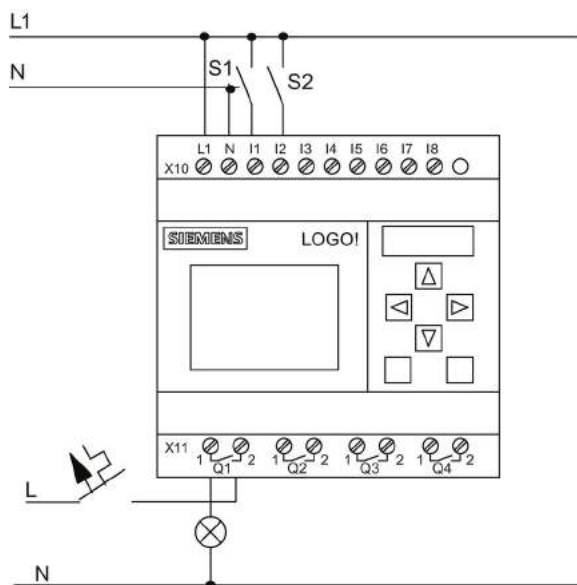 L1
N
S1 S2
L1 N I1 I2 I3 I4 I5 I6 I7 I8
X10
SIEMENS LOGO!
X11
1 2 1 2 1 2 1 2
Q1 Q2 Q3 Q4
L
N